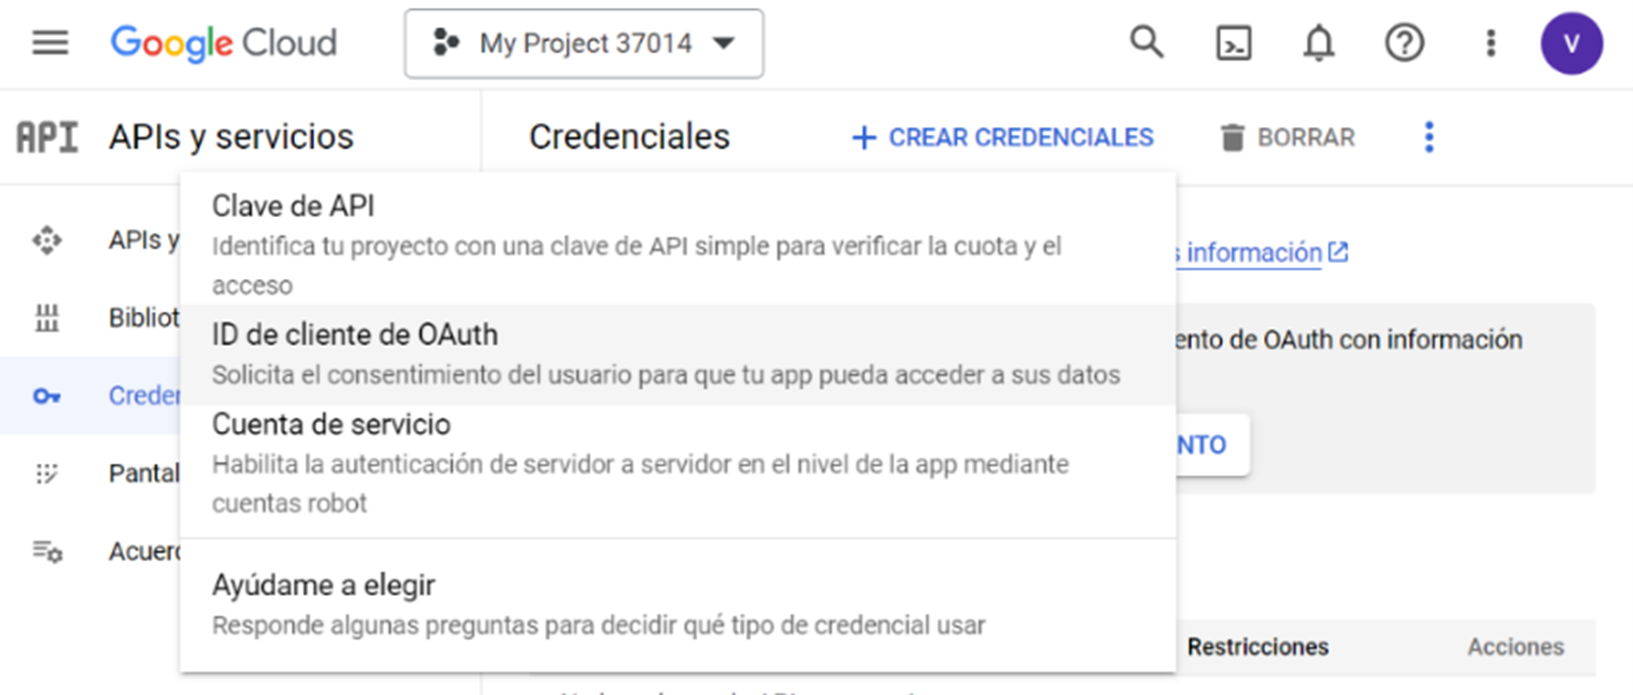 Google Cloud
My Project 37014
V
API
APIs y servicios
Credenciales
+ CREAR CREDENCIALES
BORRAR
Clave de API
Identifica tu proyecto con una clave de API simple para verificar la cuota y el
acceso
ID de cliente de OAuth
Solicita el consentimiento del usuario para que tu app pueda acceder a sus datos
Cuenta de servicio
Habilita la autenticación de servidor a servidor en el nivel de la app mediante
cuentas robot
Ayúdame a elegir
Responde algunas preguntas para decidir qué tipo de credencial usar
APIs y
Bibliot
Creden
Pantal
Acuerd
s información
ento de OAuth con información
NTO
Restricciones
Acciones